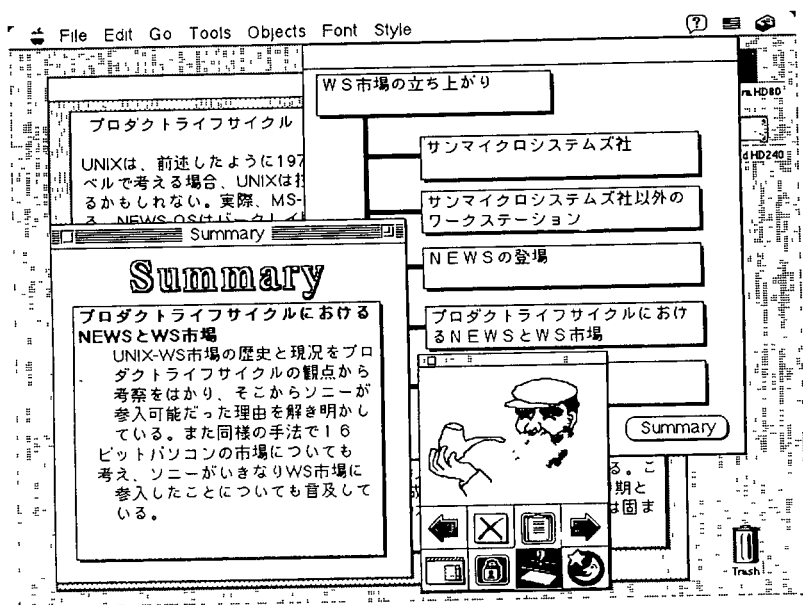 File Edit Go Tools Objects Font Style
HD80
HD240
WS市場の立ち上がり
サンマイクロシステムズ社
サンマイクロシステムズ社以外の
ワークステーション
NEWSの登場
プロダクトライフサイクルにおけ
るNEWSとWS市場
Summary
プロダクトライフサイクル
UNIXは、前述したように197
ベルで考える場合、UNIXは
るかもしれない。実際、MS-
る。NEWS-OSはバークレイ
Summary
Summary
プロダクトライフサイクルにおける
NEWSとWS市場
UNIX-WS市場の歴史と現況をプロ
ダクトライフサイクルの観点から
考察をはかり、そこからソニーが
参入可能だった理由を解き明かし
ている。また同様の手法で16
ビットパソコンの市場についても
考え、ソニーがいきなりWS市場に
参入したことについても言及して
いる。
る。こ
期と
は固ま
Trash